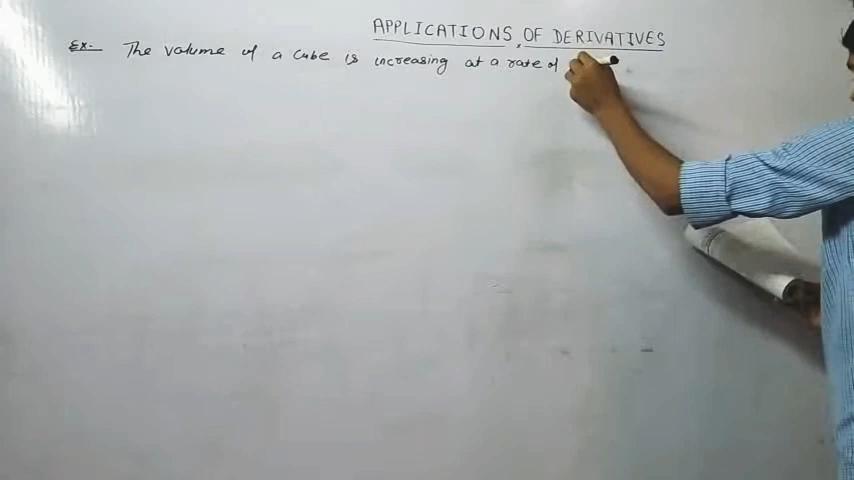 APPLICATIONS OF DERIVATIVES
Ex. The volume of a cube is increasing at a rate of